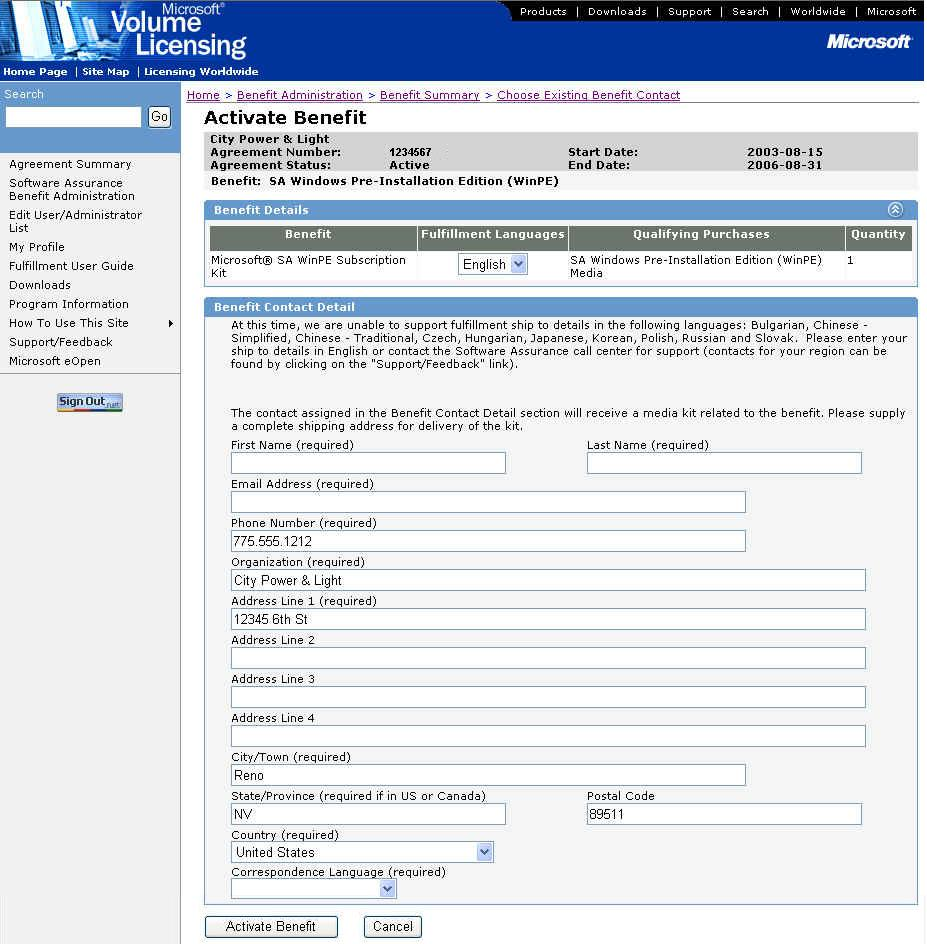 Microsoft®
Volume
Licensing
Products | Downloads | Support | Search | Worldwide | Microsoft
Microsoft
Home Page | Site Map | Licensing Worldwide
Search
Go
Agreement Summary
Software Assurance
Benefit Administration
Edit User/Administrator
List
My Profile
Fulfillment User Guide
Downloads
Program Information
How To Use This Site
Support/Feedback
Microsoft eOpen
Sign Out .net
Home > Benefit Administration > Benefit Summary > Choose Existing Benefit Contact
Activate Benefit
City Power & Light
Agreement Number: 1234567 Start Date: 2003-08-15
Agreement Status: Active End Date: 2006-08-31
Benefit: SA Windows Pre-Installation Edition (WinPE)
Benefit Details
Benefit Fulfillment Languages Qualifying Purchases Quantity
Microsoft® SA WinPE Subscription
Kit
English
SA Windows Pre-Installation Edition (WinPE)
Media
1
Benefit Contact Detail
At this time, we are unable to support fulfillment ship to details in the following languages: Bulgarian, Chinese -
Simplified, Chinese - Traditional, Czech, Hungarian, Japanese, Korean, Polish, Russian and Slovak. Please enter your
ship to details in English or contact the Software Assurance call center for support (contacts for your region can be
found by clicking on the "Support/Feedback" link).
The contact assigned in the Benefit Contact Detail section will receive a media kit related to the benefit. Please supply
a complete shipping address for delivery of the kit.
First Name (required) Last Name (required)
Email Address (required)
Phone Number (required)
775.555.1212
Organization (required)
City Power & Light
Address Line 1 (required)
12345 6th St
Address Line 2
Address Line 3
Address Line 4
City/Town (required)
Reno
State/Province (required if in US or Canada) Postal Code
NV 89511
Country (required)
United States
Correspondence Language (required)
Activate Benefit Cancel